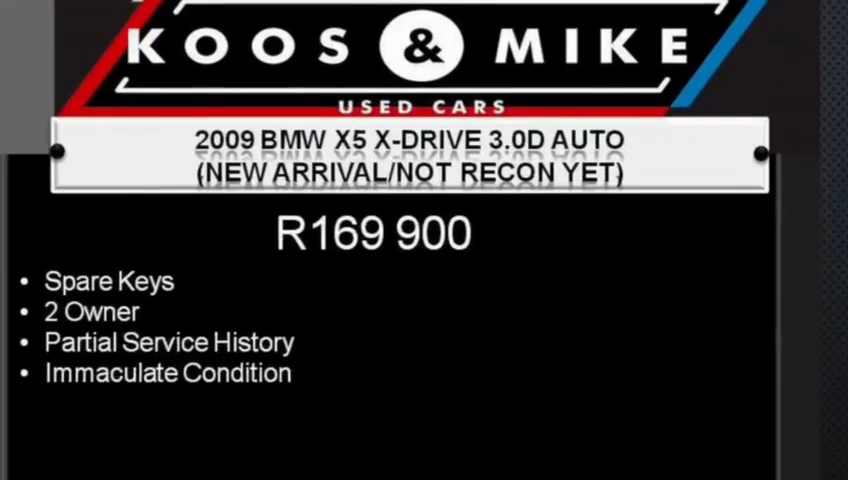 KOOS & MIKE
USED CARS
2009 BMW X5 X-DRIVE 3.0D AUTO
(NEW ARRIVAL/NOT RECON YET)
R169 900
• Spare Keys
• 2 Owner
• Partial Service History
• Immaculate Condition